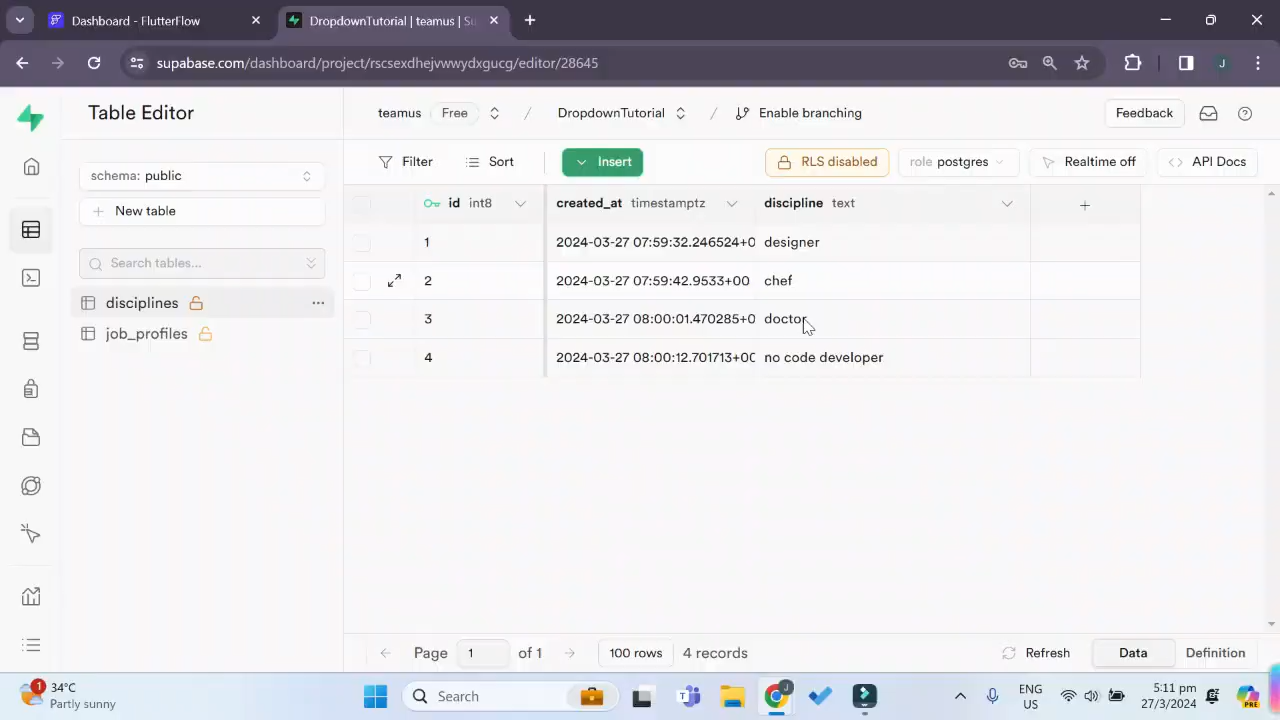 Dashboard - FlutterFlow
DropdownTutorial | teamus | Su
supabase.com/dashboard/project/rscsexdhejvwwydxgucg/editor/28645
J
Table Editor
teamus Free / DropdownTutorial / Enable branching
Feedback
schema: public
Filter Sort Insert RLS disabled role postgres Realtime off API Docs
New table
id int8 created_at timestamptz discipline text
Search tables...
1 2024-03-27 07:59:32.246524+0 designer
disciplines
2 2024-03-27 07:59:42.9533+00 chef
job_profiles
3 2024-03-27 08:00:01.470285+0 doctor
4 2024-03-27 08:00:12.701713+00 no code developer
Page 1 of 1 100 rows 4 records Refresh Data Definition
1
34°C
Partly sunny
Search
J
ENG
US
5:11 pm
27/3/2024
PRE